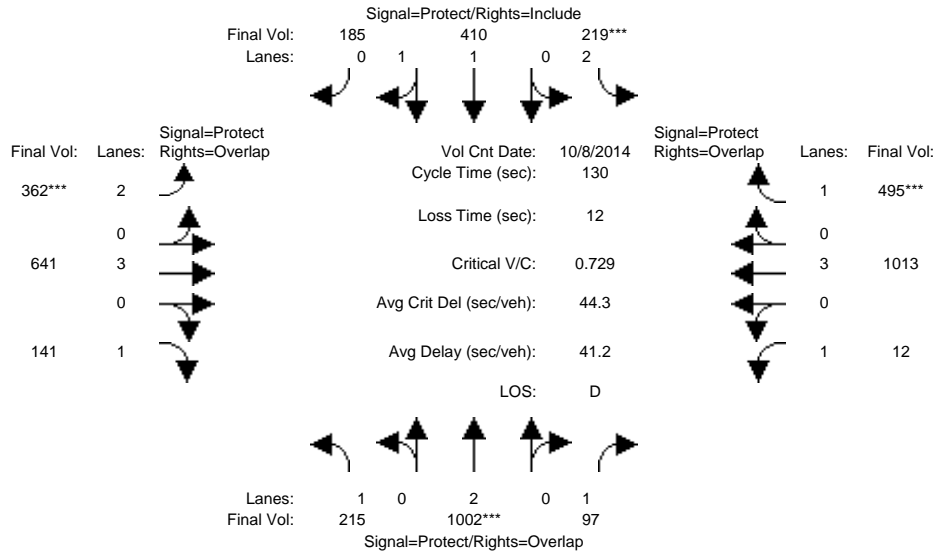 Signal=Protect/Rights=Include
Final Vol: 185 410 219***
Lanes: 0 1 1 0 2
Signal=Protect Signal=Protect
Final Vol: Lanes: Rights=Overlap Vol Cnt Date: 10/8/2014 Rights=Overlap Lanes: Final Vol:
Cycle Time (sec): 130
362*** 2 1 495***
Loss Time (sec): 12
0 0
641 3 Critical V/C: 0.729 3 1013
0 Avg Crit Del (sec/veh): 44.3 0
141 1 Avg Delay (sec/veh): 41.2 1 12
LOS: D
Lanes: 1 0 2 0 1
Final Vol: 215 1002*** 97
Signal=Protect/Rights=Overlap